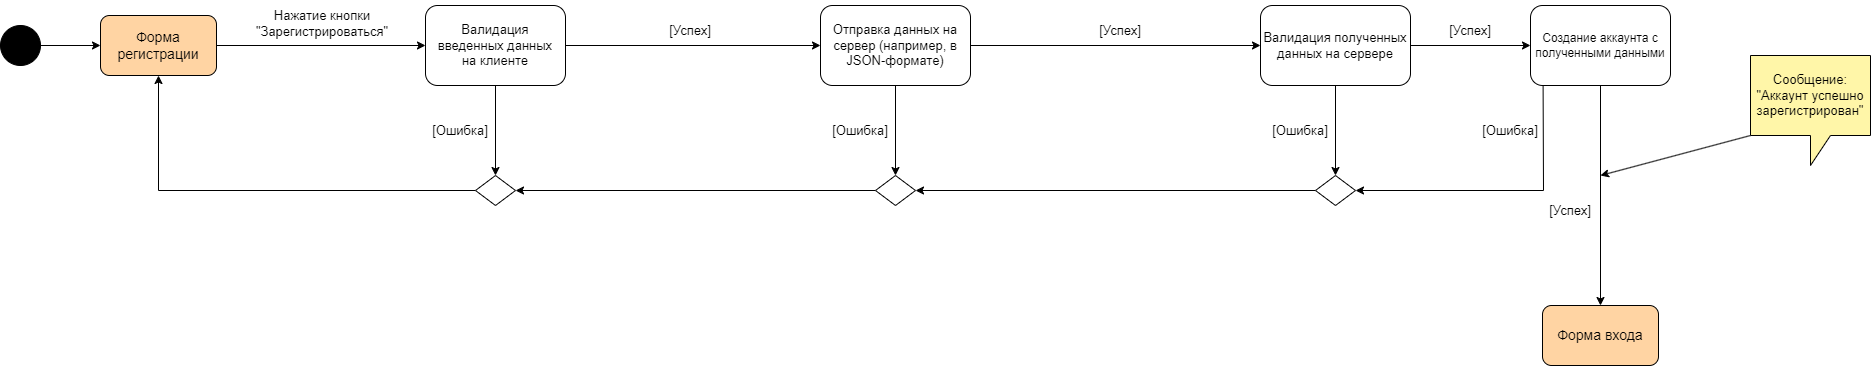 Форма
регистрации
Нажатие кнопки
"Зарегистрироваться"
Валидация
введенных данных
на клиенте
[Успех]
Отправка данных на
сервер (например, в
JSON-формате)
[Успех]
Валидация полученных
данных на сервере
[Успех]
Создание аккаунта с
полученными данными
Сообщение:
"Аккаунт успешно
зарегистрирован"
[Ошибка]
[Ошибка]
[Ошибка]
[Ошибка]
[Успех]
Форма входа